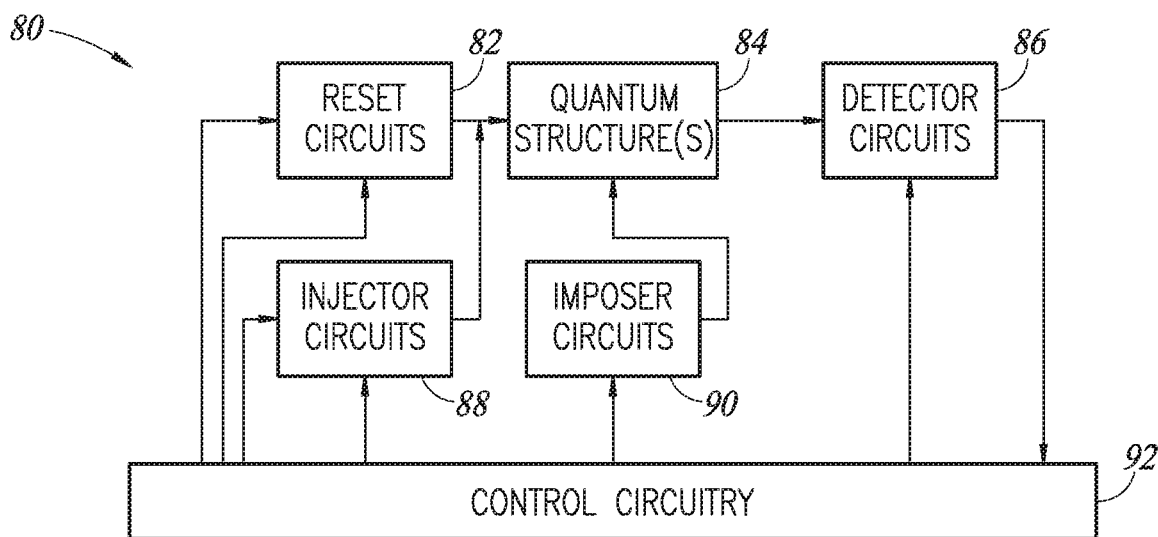 80
82
84
86
RESET
CIRCUITS
QUANTUM
STRUCTURE(S)
DETECTOR
CIRCUITS
INJECTOR
CIRCUITS
IMPOSER
CIRCUITS
88
90
92
CONTROL CIRCUITRY